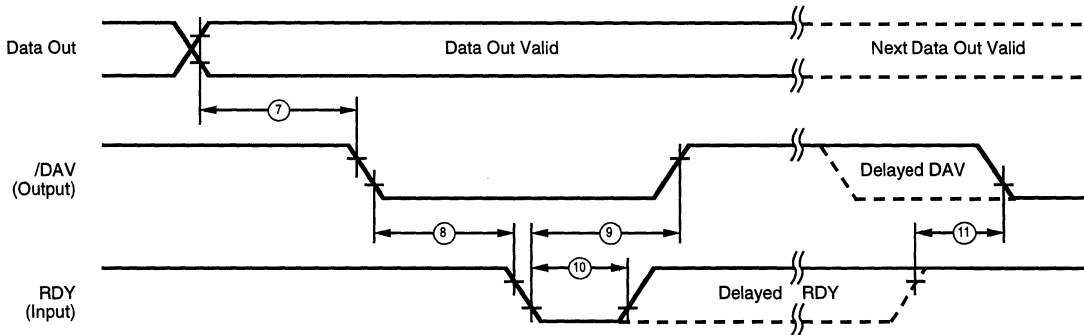 Data Out
Data Out Valid
Next Data Out Valid
7
/DAV
(Output)
Delayed DAV
8
9
11
10
RDY
(Input)
Delayed RDY